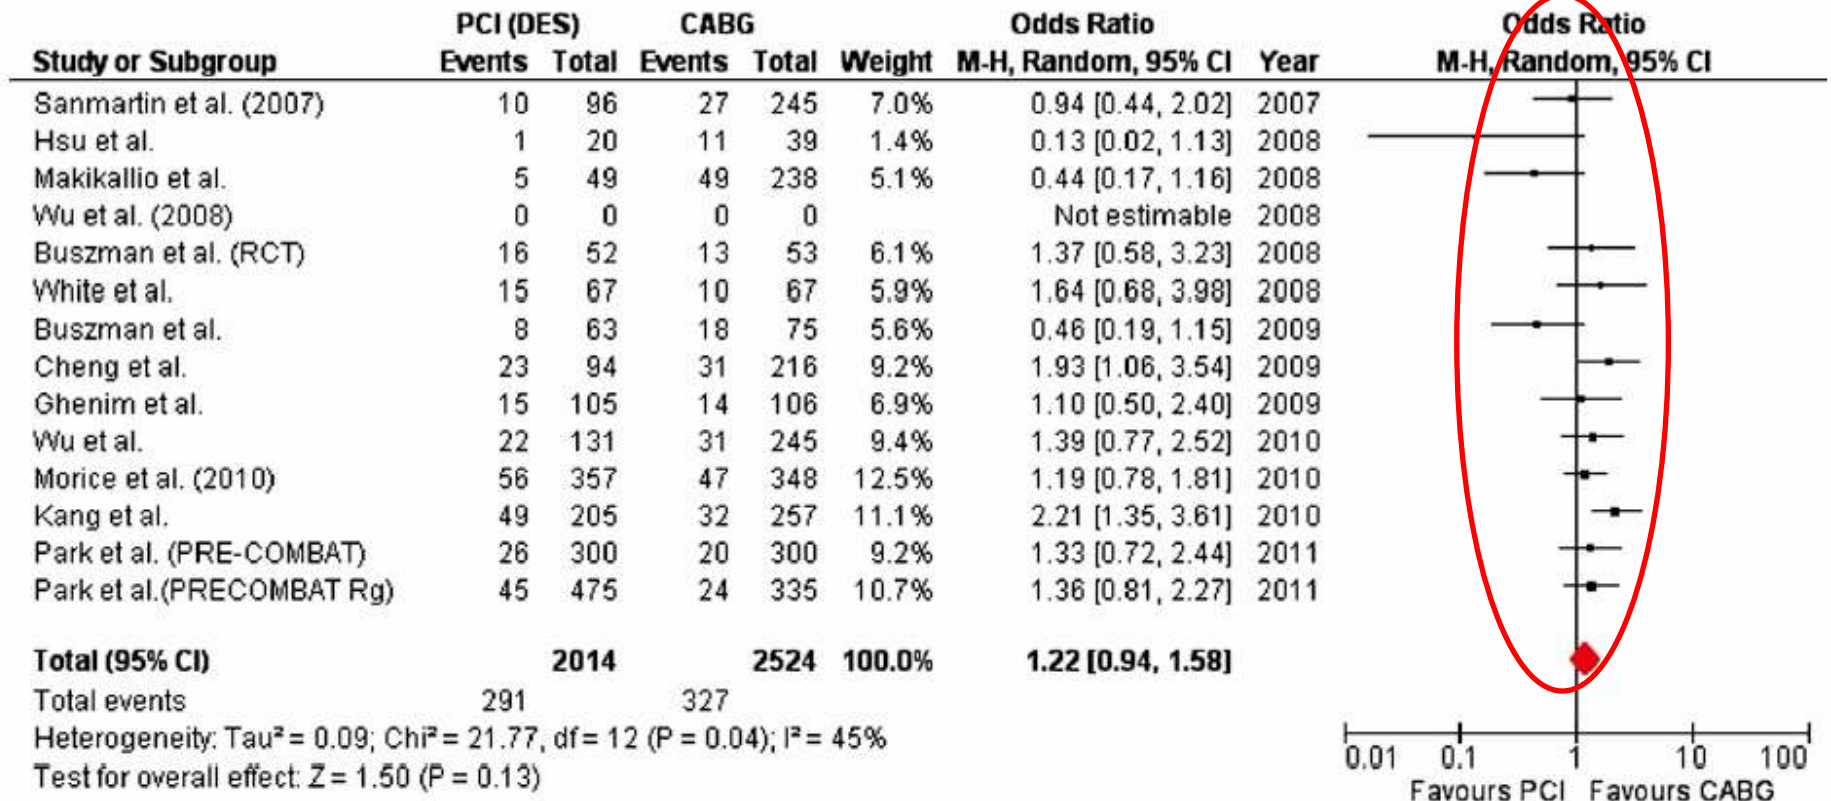 PCI (DES) CABG Odds Ratio Odds Ratio
Study or Subgroup Events Total Events Total Weight M-H, Random, 95% CI Year M-H, Random, 95% CI
Sanmartin et al. (2007) 10 96 27 245 7.0% 0.94 [0.44, 2.02] 2007
Hsu et al. 1 20 11 39 1.4% 0.13 [0.02, 1.13] 2008
Makikallio et al. 5 49 49 238 5.1% 0.44 [0.17, 1.16] 2008
Wu et al. (2008) 0 0 0 0 Not estimable 2008
Buszman et al. (RCT) 16 52 13 53 6.1% 1.37 [0.58, 3.23] 2008
White et al. 15 67 10 67 5.9% 1.64 [0.68, 3.98] 2008
Buszman et al. 8 63 18 75 5.6% 0.46 [0.19, 1.15] 2009
Cheng et al. 23 94 31 216 9.2% 1.93 [1.06, 3.54] 2009
Ghenim et al. 15 105 14 106 6.9% 1.10 [0.50, 2.40] 2009
Wu et al. 22 131 31 245 9.4% 1.39 [0.77, 2.52] 2010
Morice et al. (2010) 56 357 47 348 12.5% 1.19 [0.78, 1.81] 2010
Kang et al. 49 205 32 257 11.1% 2.21 [1.35, 3.61] 2010
Park et al. (PRE-COMBAT) 26 300 20 300 9.2% 1.33 [0.72, 2.44] 2011
Park et al.(PRECOMBAT Rg) 45 475 24 335 10.7% 1.36 [0.81, 2.27] 2011
Total (95% CI) 2014 2524 100.0% 1.22 [0.94, 1.58]
Total events 291 327
Heterogeneity: Tau² = 0.09; Chi² = 21.77, df = 12 (P = 0.04); I² = 45%
Test for overall effect: Z = 1.50 (P = 0.13)
0.01 0.1 1 10 100
Favours PCI Favours CABG